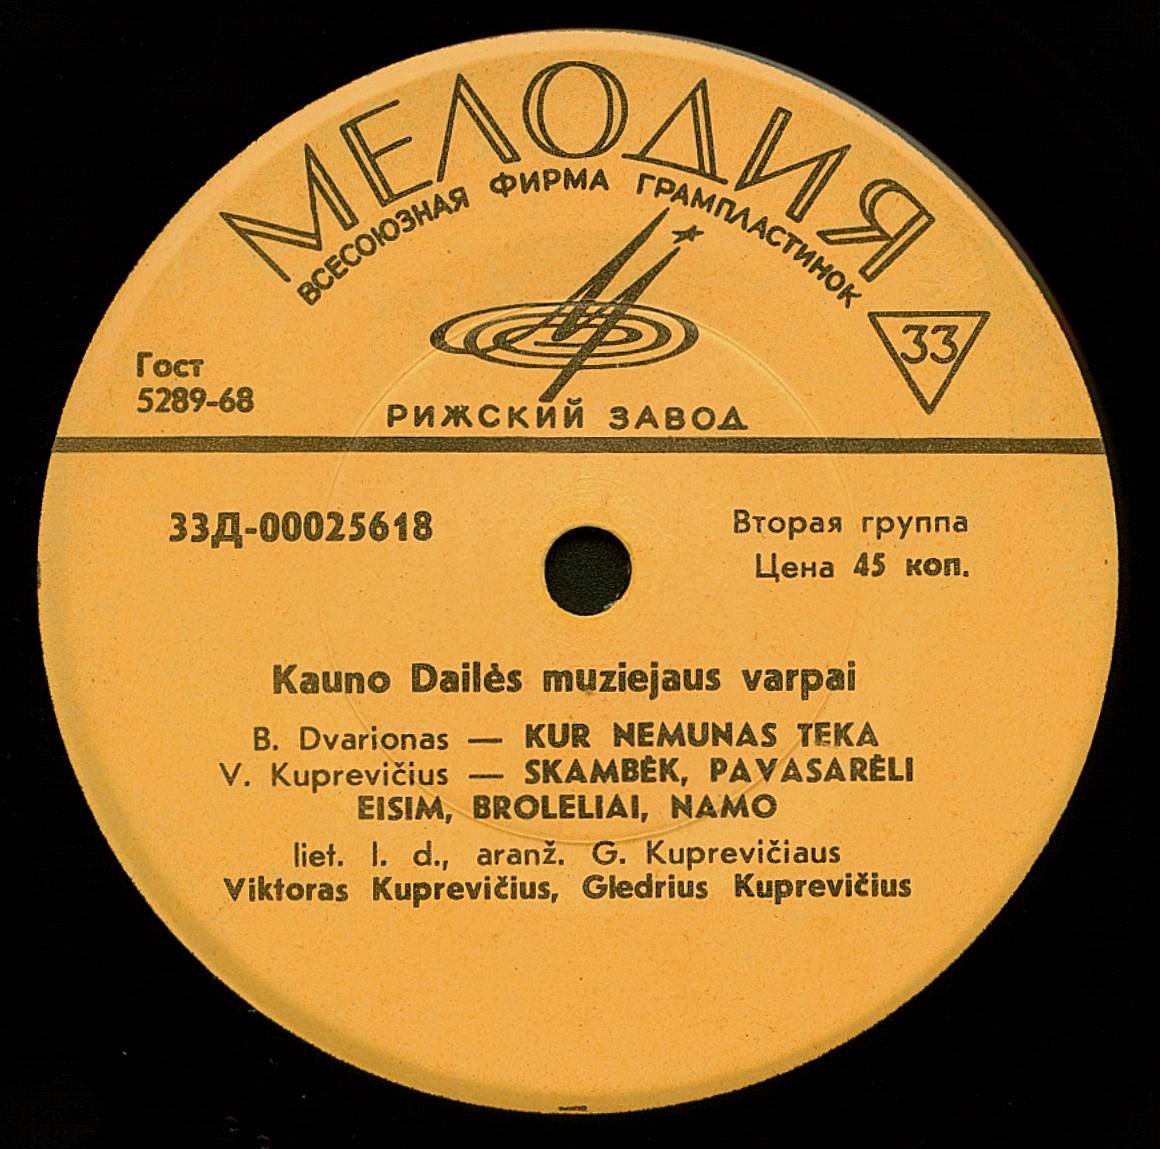 МЕЛОДИЯ
ВСЕСОЮЗНАЯ ФИРМА ГРАМПЛАСТИНОК
33
Гост
5289-68
РИЖСКИЙ ЗАВОД
33Д-00025618
Вторая группа
Цена 45 коп.
Kauno Dailės muziejaus varpai
B. Dvarionas — KUR NEMUNAS TEKA
V. Kuprevičius — SKAMBĖK, PAVASARĖLI
EISIM, BROLELIAI, NAMO
liet. l. d., aranž. G. Kuprevičiaus
Viktoras Kuprevičius, Giedrius Kuprevičius